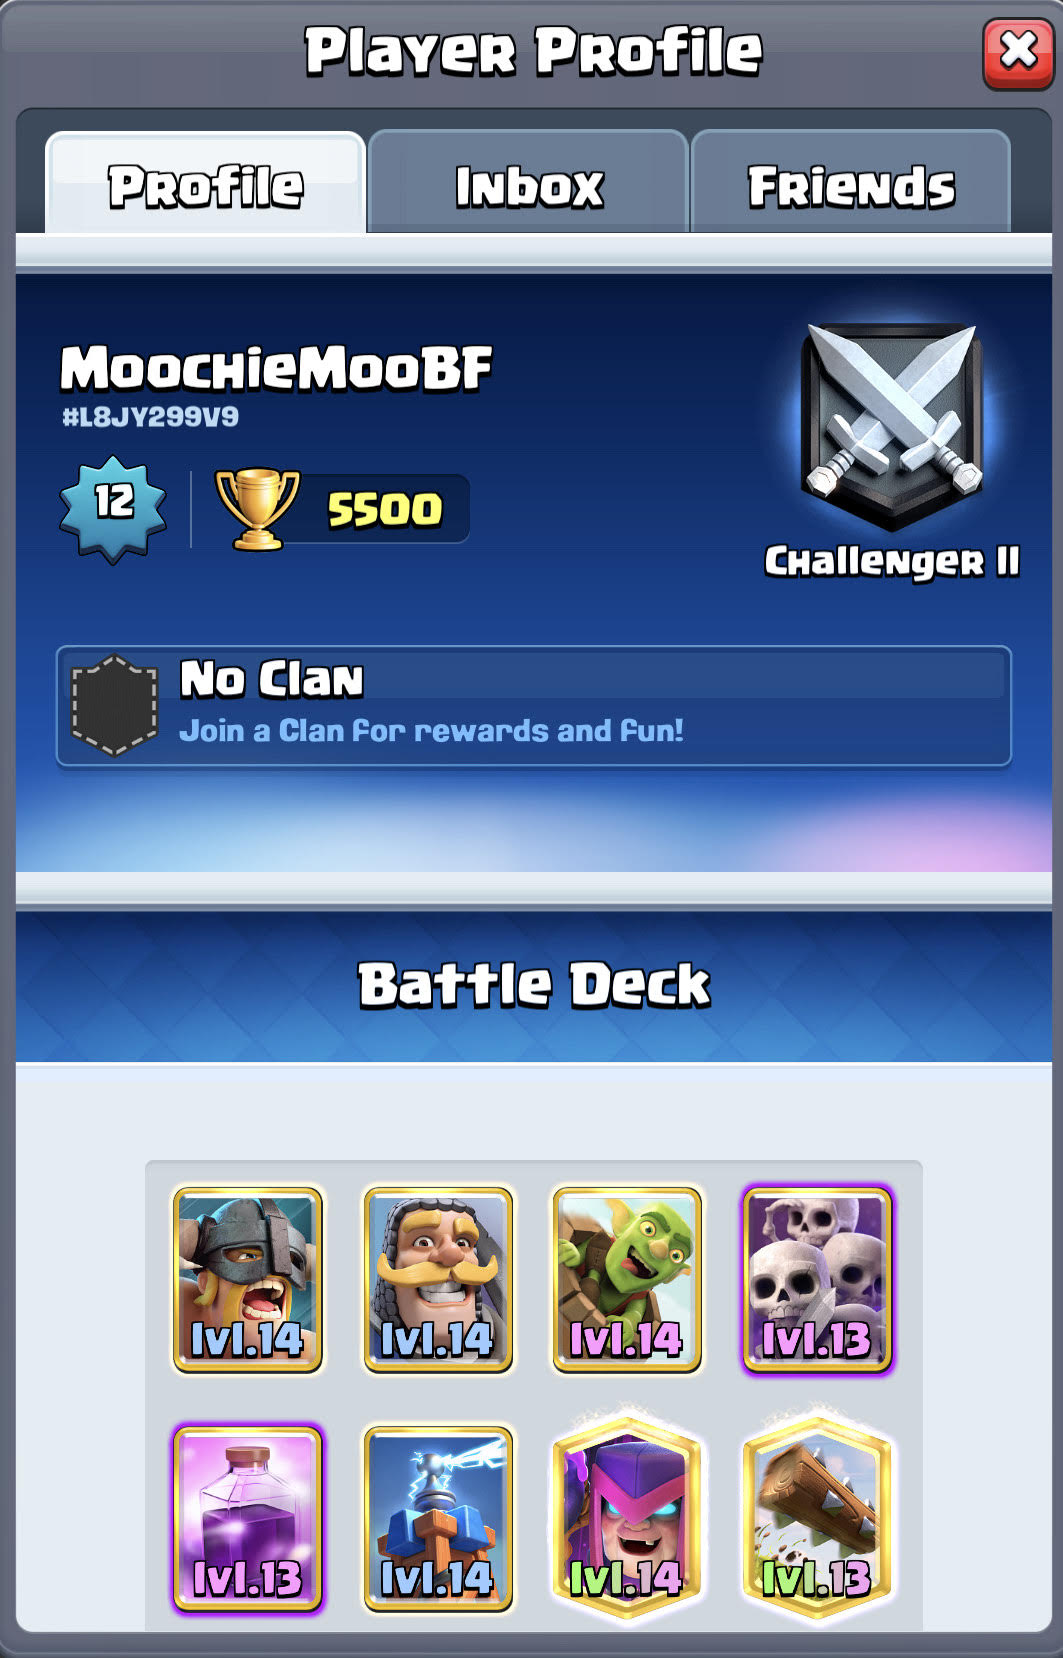 Player Profile
Profile Inbox Friends
MoochieMooBF
#L8JY299V9
12 5500
Challenger II
No Clan
Join a Clan for rewards and fun!
Battle Deck
lvl.14 lvl.14 lvl.14 lvl.13
lvl.13 lvl.14 lvl.14 lvl.13